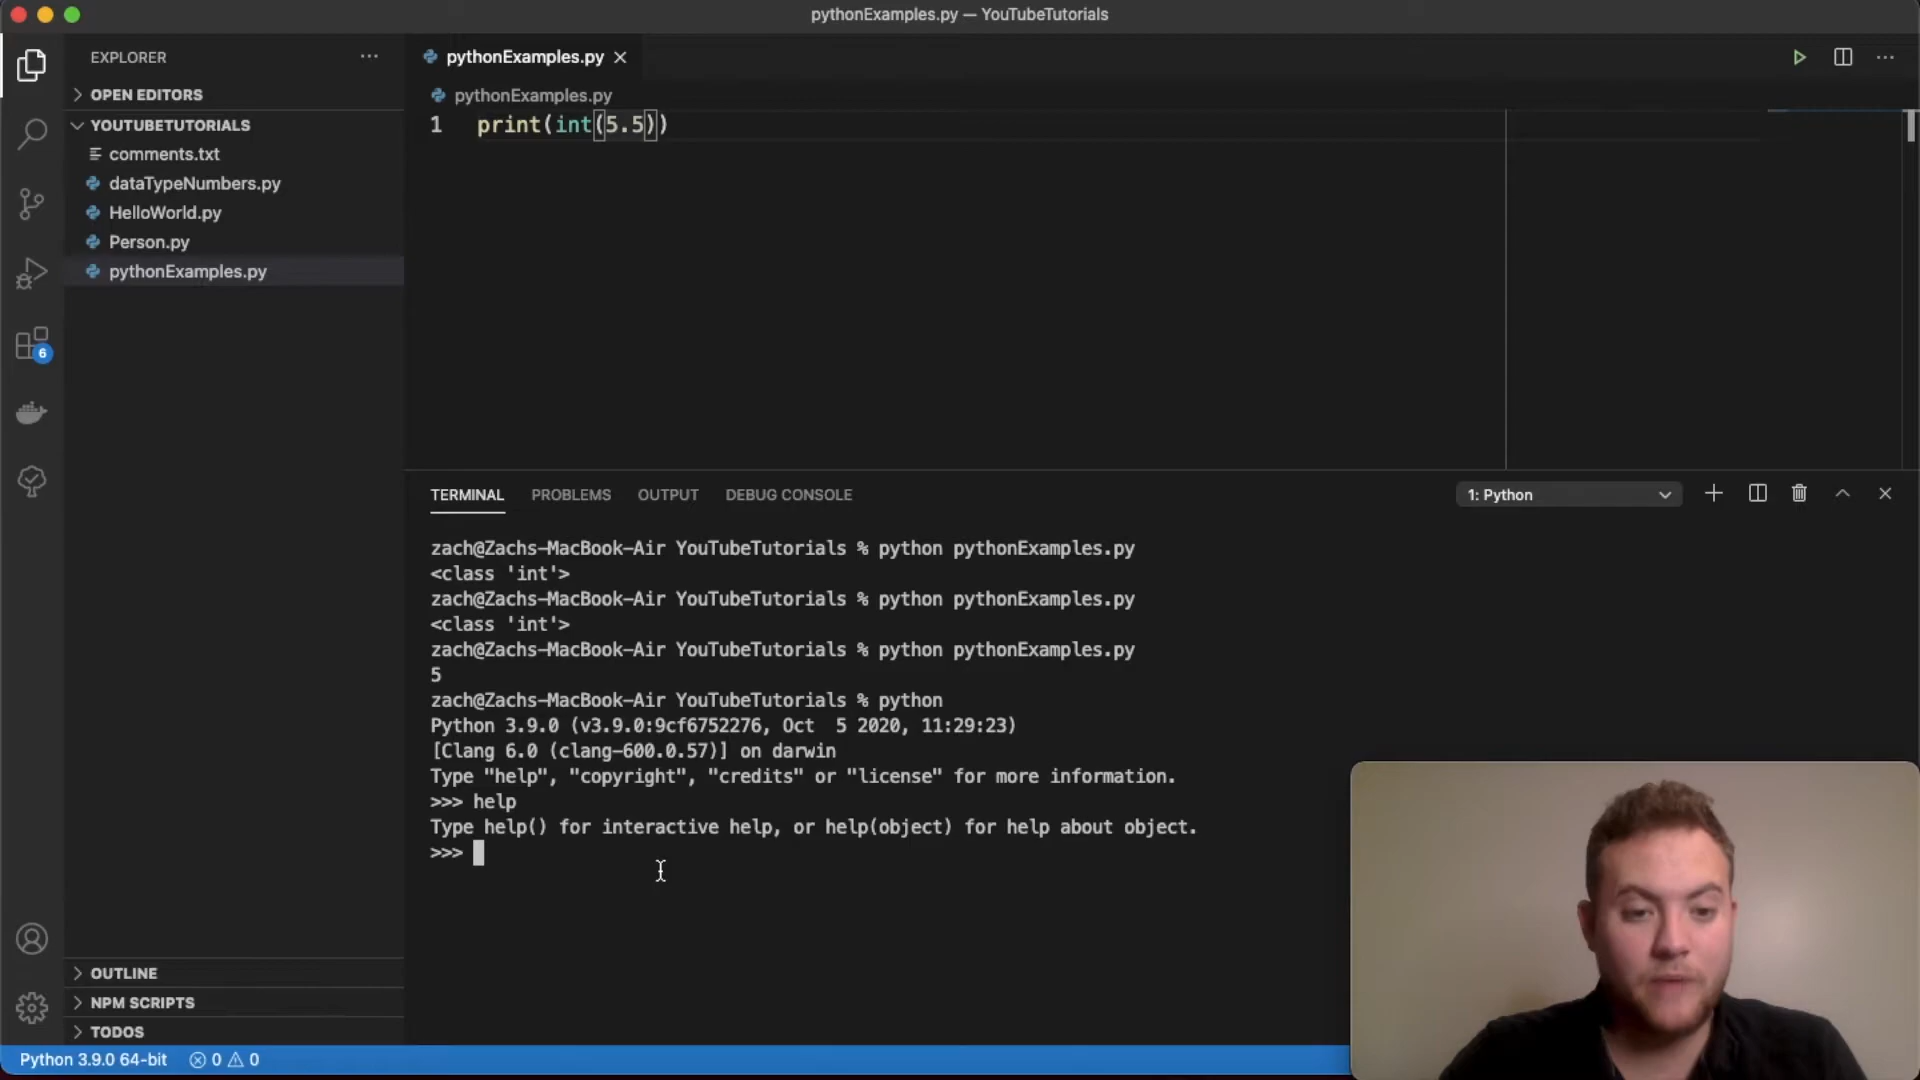 pythonExamples.py — YouTubeTutorials
EXPLORER
pythonExamples.py
OPEN EDITORS
pythonExamples.py
YOUTUBETUTORIALS
1 print(int(5.5))
comments.txt
dataTypeNumbers.py
HelloWorld.py
Person.py
pythonExamples.py
6
TERMINAL PROBLEMS OUTPUT DEBUG CONSOLE
1: Python
zach@Zachs-MacBook-Air YouTubeTutorials % python pythonExamples.py
<class 'int'>
zach@Zachs-MacBook-Air YouTubeTutorials % python pythonExamples.py
<class 'int'>
zach@Zachs-MacBook-Air YouTubeTutorials % python pythonExamples.py
5
zach@Zachs-MacBook-Air YouTubeTutorials % python
Python 3.9.0 (v3.9.0:9cf6752276, Oct  5 2020, 11:29:23)
[Clang 6.0 (clang-600.0.57)] on darwin
Type "help", "copyright", "credits" or "license" for more information.
>>> help
Type help() for interactive help, or help(object) for help about object.
>>>
OUTLINE
NPM SCRIPTS
TODOS
Python 3.9.0 64-bit 0 0